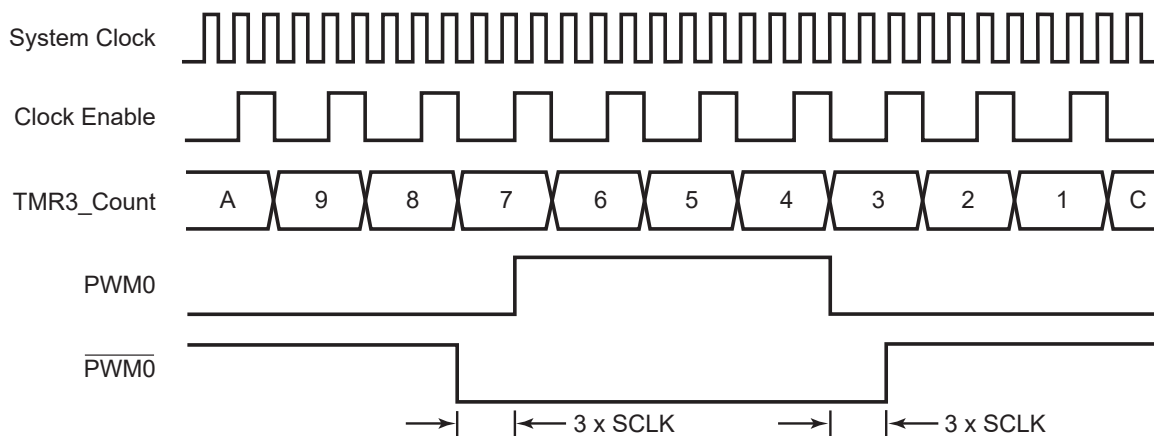 System Clock
Clock Enable
TMR3_Count A 9 8 7 6 5 4 3 2 1 C
PWM0
PWM0
3 x SCLK 3 x SCLK